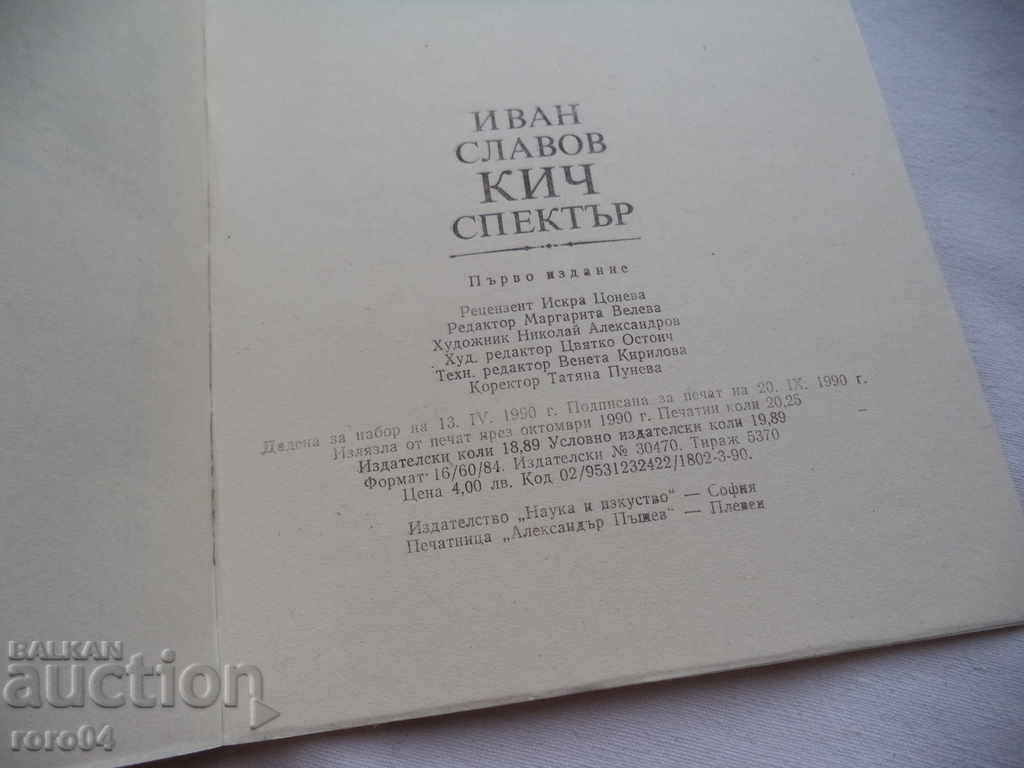 ИВАН
СЛАВОВ
КИЧ
СПЕКТЪР
Първо издание
Рецензент Искра Цонева
Редактор Маргарита Велева
Художник Николай Александров
Худ. редактор Цвятко Остоич
Техн. редактор Венета Кирилова
Коректор Татяна Пунева
Дадена за набор на 13. IV. 1990 г. Подписана за печат на 20. IX. 1990 г.
Излязла от печат през октомври 1990 г. Печатни коли 20,25
Издателски коли 18,89 Условно издателски коли 19,89
Формат 16/60/84. Издателски № 30470. Тираж 5370
Цена 4,00 лв. Код 02/9531232422/1802-3-90.
Издателство „Наука и изкуство“ — София
Печатница „Александър Пъшев“ — Плевен
BALKAN
auction
roro04